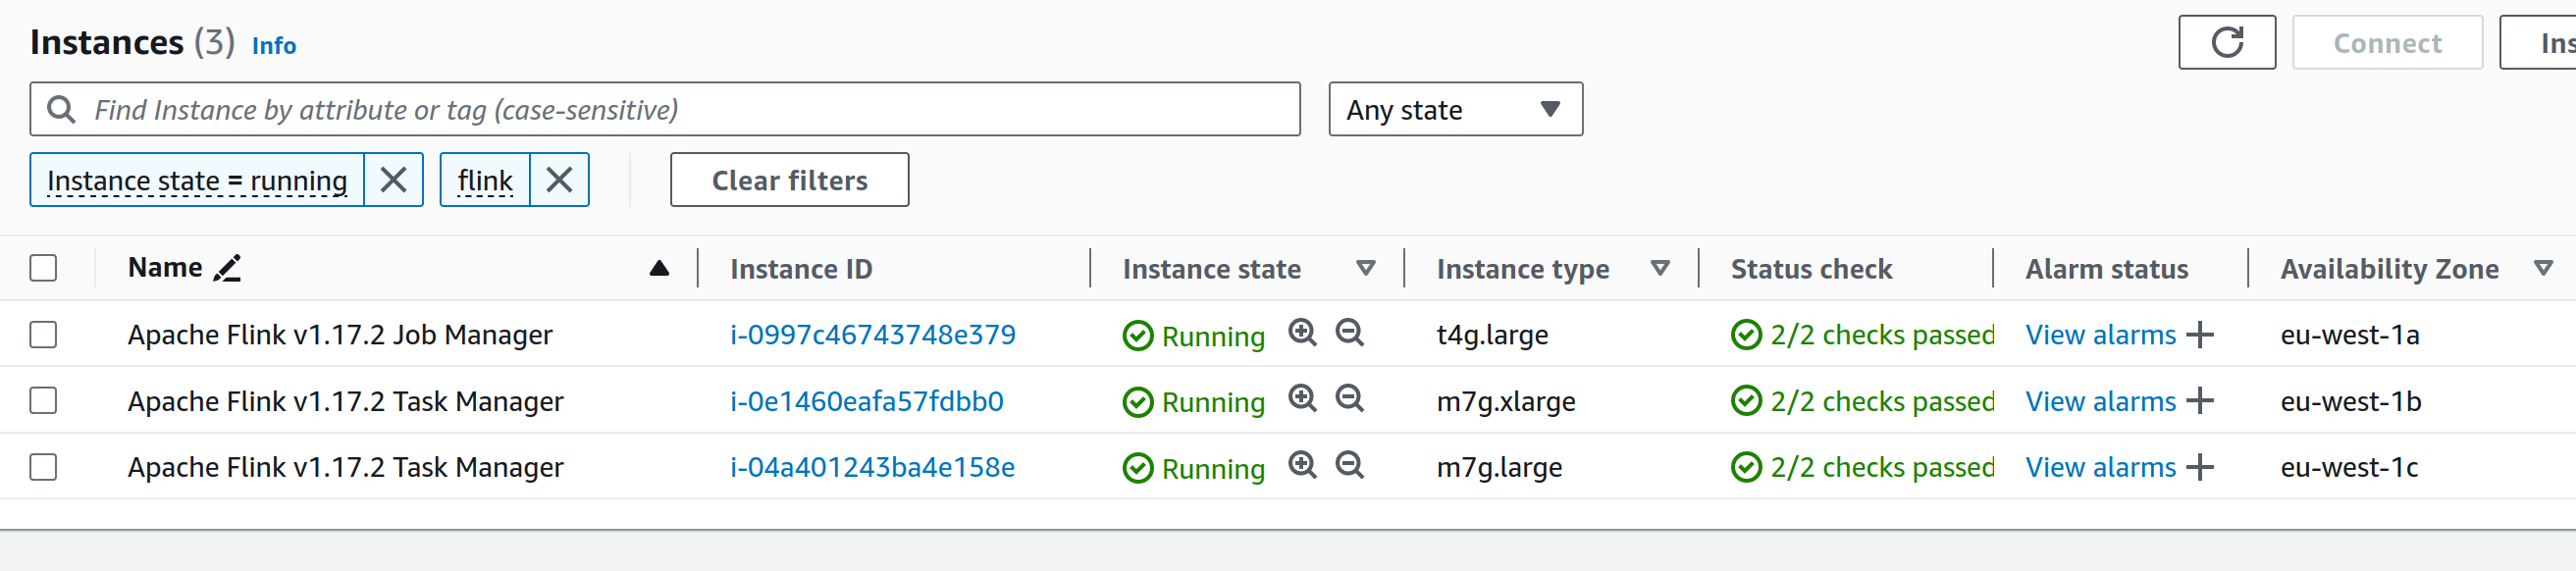 Instances (3) Info
Connect
Ins
Find Instance by attribute or tag (case-sensitive)
Any state
Instance state = running
flink
Clear filters
Name Instance ID Instance state Instance type Status check Alarm status Availability Zone
Apache Flink v1.17.2 Job Manager i-0997c46743748e379 Running t4g.large 2/2 checks passed View alarms eu-west-1a
Apache Flink v1.17.2 Task Manager i-0e1460eafa57fdbb0 Running m7g.xlarge 2/2 checks passed View alarms eu-west-1b
Apache Flink v1.17.2 Task Manager i-04a401243ba4e158e Running m7g.large 2/2 checks passed View alarms eu-west-1c